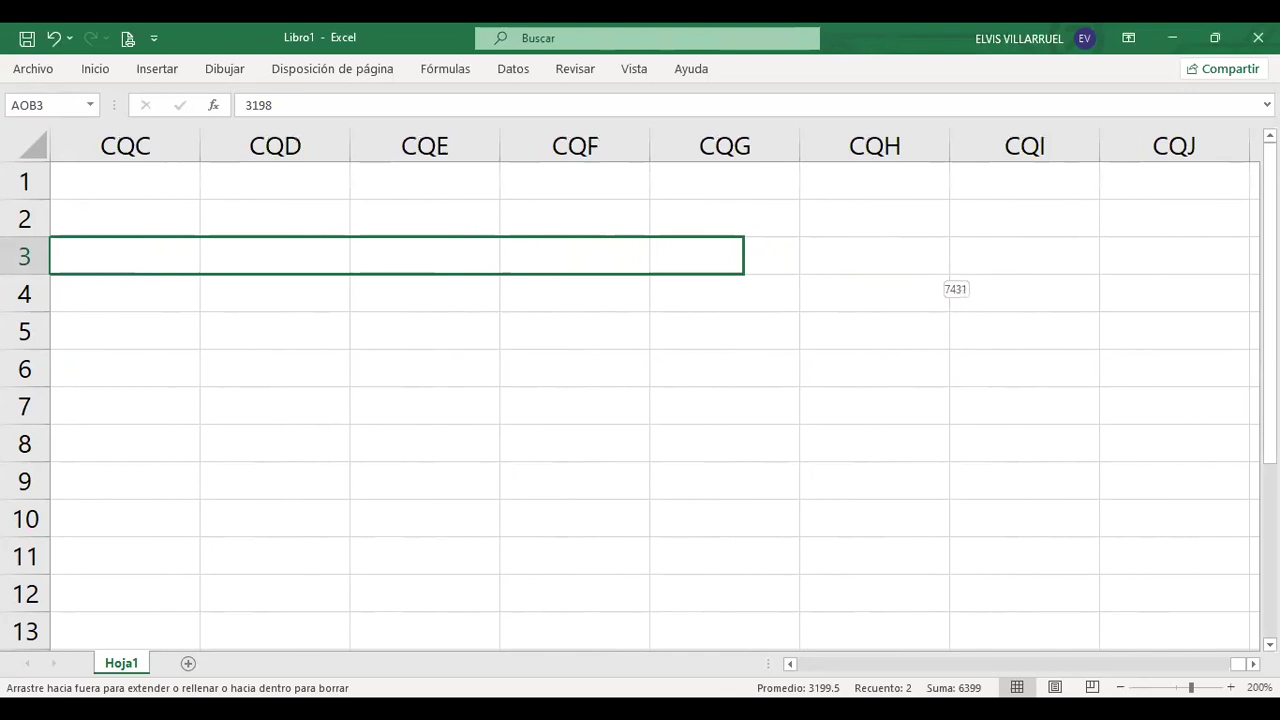 Libro1 - Excel
Buscar
ELVIS VILLARRUEL
EV
Archivo Inicio Insertar Dibujar Disposición de página Fórmulas Datos Revisar Vista Ayuda Compartir
AOB3 fx 3198
CQC CQD CQE CQF CQG CQH CQI CQJ
1
2
3
7431
4
5
6
7
8
9
10
11
12
13
Hoja1
Arrastre hacia fuera para extender o rellenar o hacia dentro para borrar Promedio: 3199.5 Recuento: 2 Suma: 6399 200%